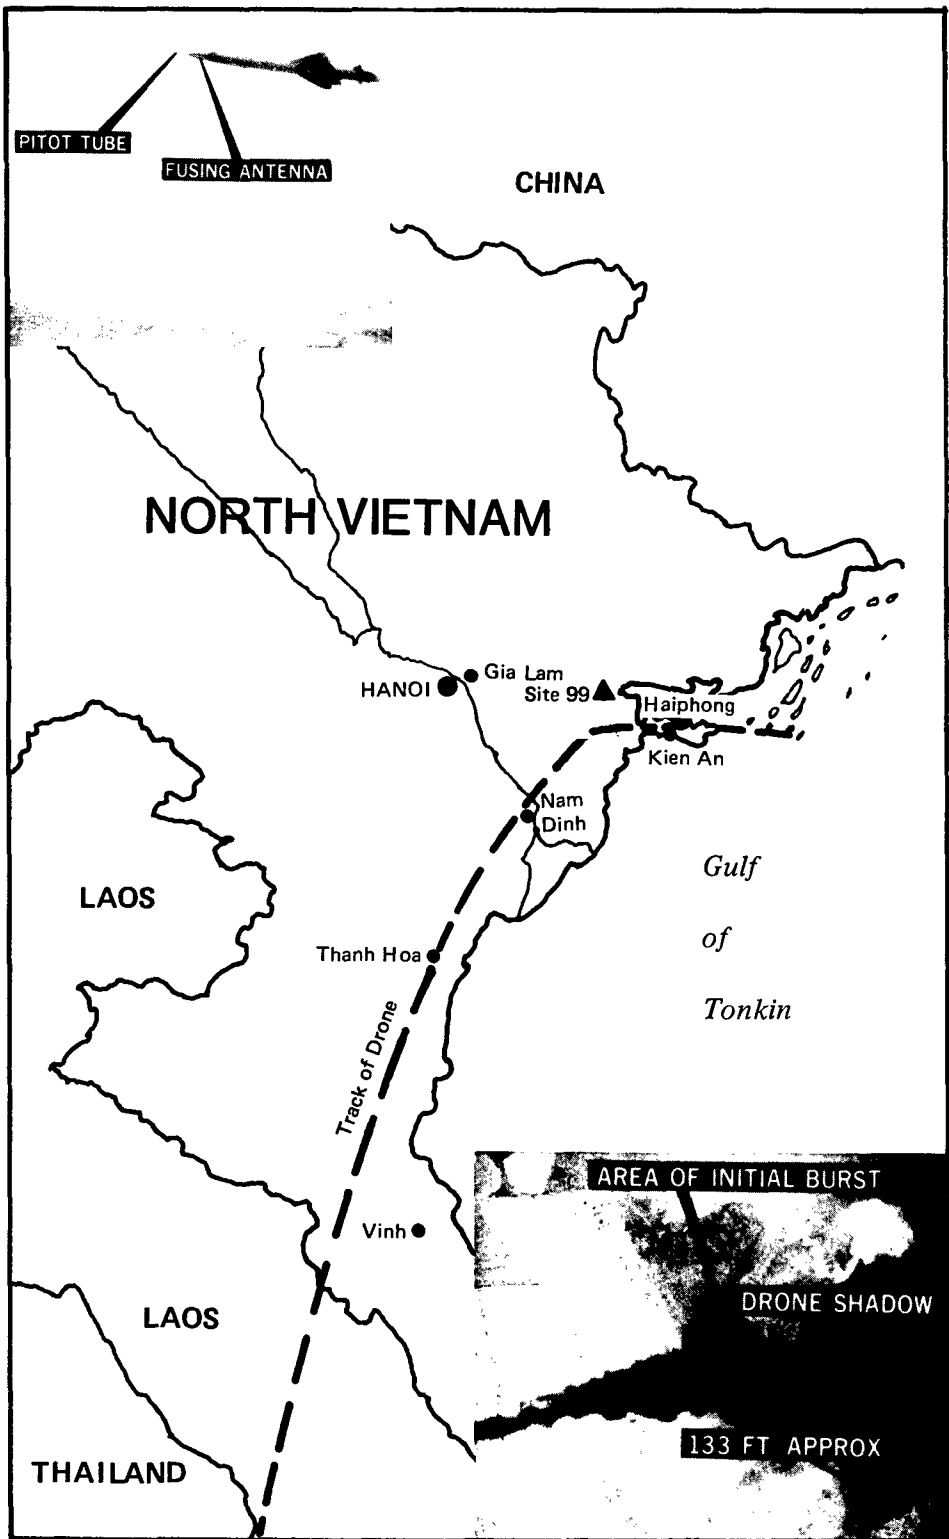 PITOT TUBE
FUSING ANTENNA
CHINA
NORTH VIETNAM
Gia Lam
HANOI
Site 99
Haiphong
Kien An
Nam
Dinh
Gulf
LAOS
of
Thanh Hoa
Tonkin
Track of Drone
AREA OF INITIAL BURST
Vinh
DRONE SHADOW
LAOS
133 FT APPROX
THAILAND